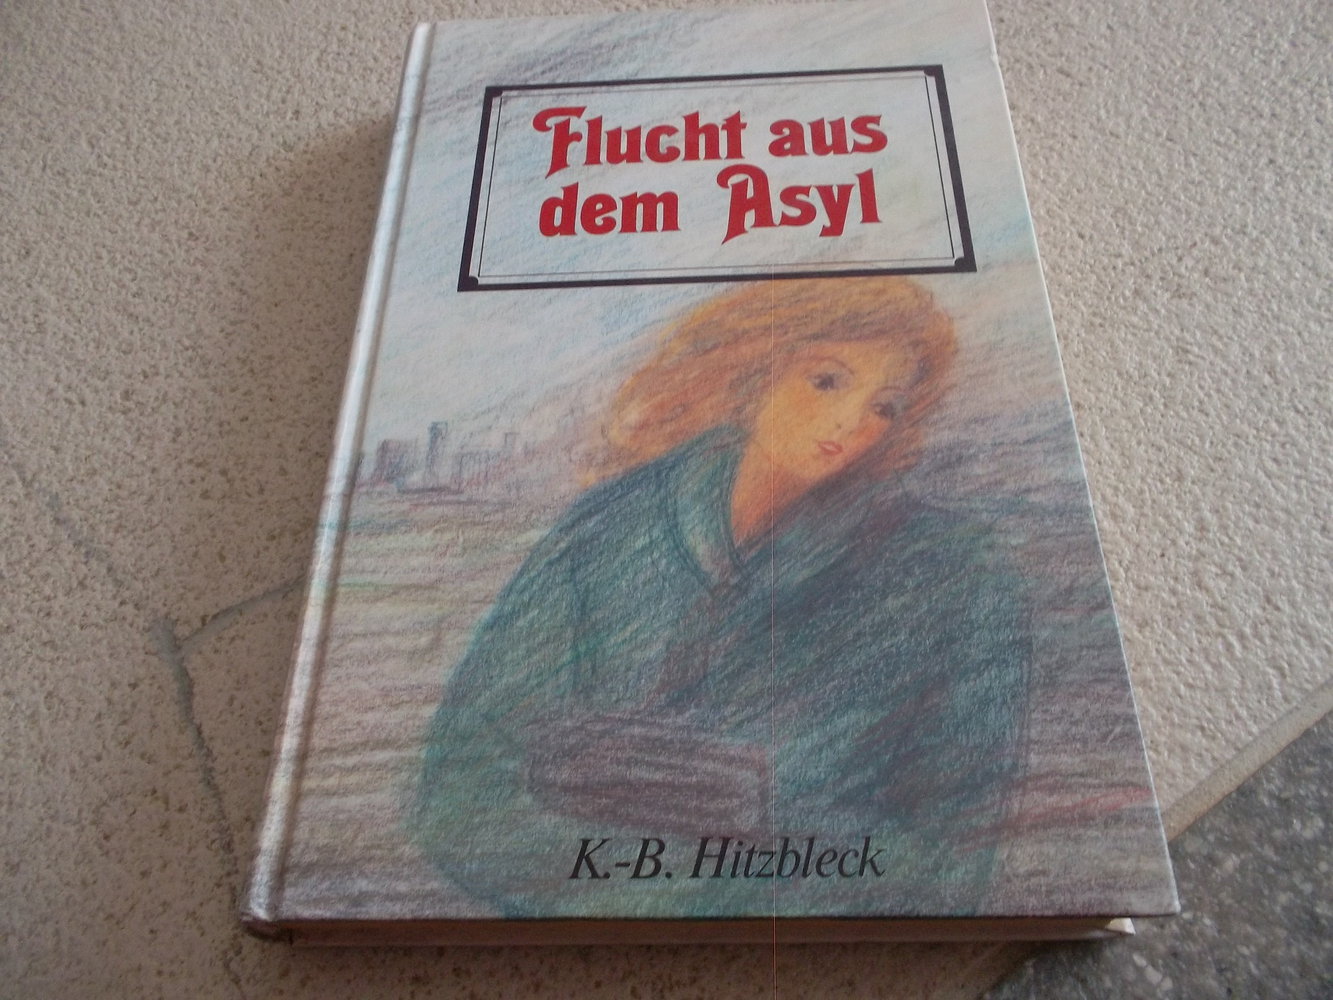 Flucht aus
dem Asyl
K.-B. Hitzbleck